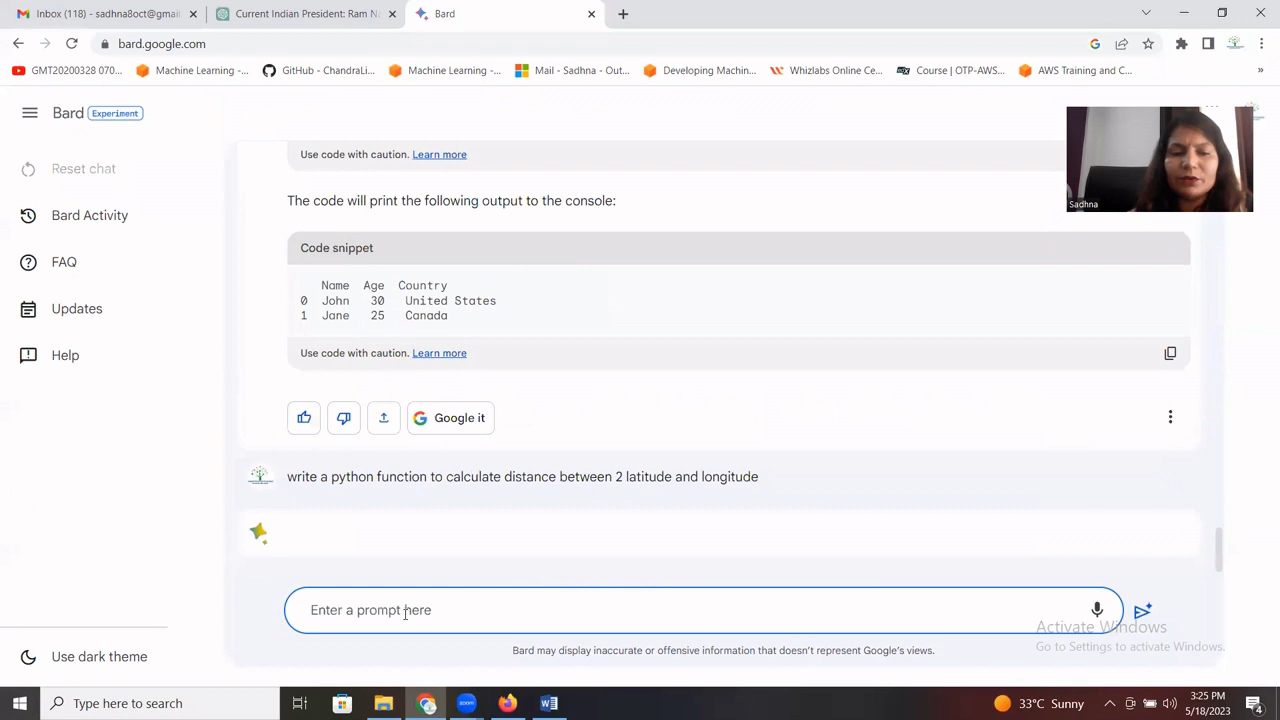 Inbox (118) - sadhna8oct@gmail
Current Indian President: Ram N
Bard
bard.google.com
GMT20200328 070...
Machine Learning -...
GitHub - ChandraLi...
Machine Learning -...
Mail - Sadhna - Out...
Developing Machin...
Whizlabs Online Ce...
Course | OTP-AWS...
AWS Training and C...
»
Bard Experiment
Reset chat
Bard Activity
FAQ
Updates
Help
Use dark theme
Use code with caution. Learn more
Sadhna
The code will print the following output to the console:
Code snippet
Name Age Country
0 John 30 United States
1 Jane 25 Canada
Use code with caution. Learn more
Google it
write a python function to calculate distance between 2 latitude and longitude
Enter a prompt here
Bard may display inaccurate or offensive information that doesn't represent Google's views.
Activate Windows
Go to Settings to activate Windows.
Type here to search
zoom
33°C Sunny
3:25 PM
5/18/2023
4